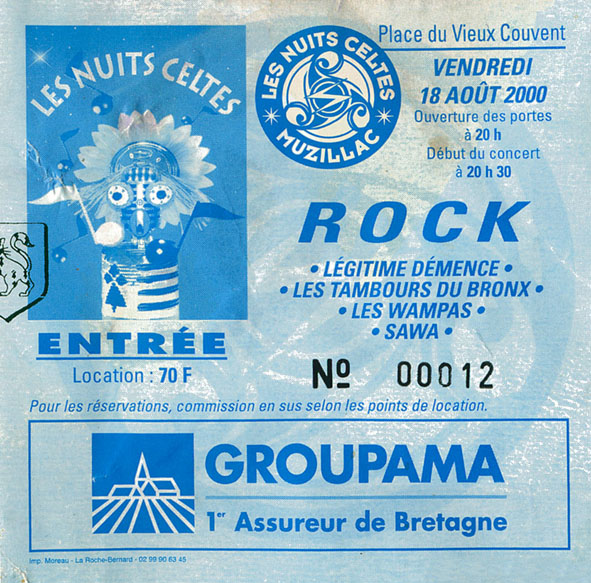 LES NUITS CELTES
LES NUITS CELTES
MUZILLAC
Place du Vieux Couvent
VENDREDI
18 AOÛT 2000
Ouverture des portes
à 20 h
Début du concert
à 20 h 30
ROCK
• LÉGITIME DÉMENCE •
• LES TAMBOURS DU BRONX •
• LES WAMPAS •
• SAWA •
ENTRÉE
Location : 70 F
Nº 00012
Pour les réservations, commission en sus selon les points de location.
GROUPAMA
1er Assureur de Bretagne
Imp. Moreau - La Roche-Bernard - 02 99 90 63 45